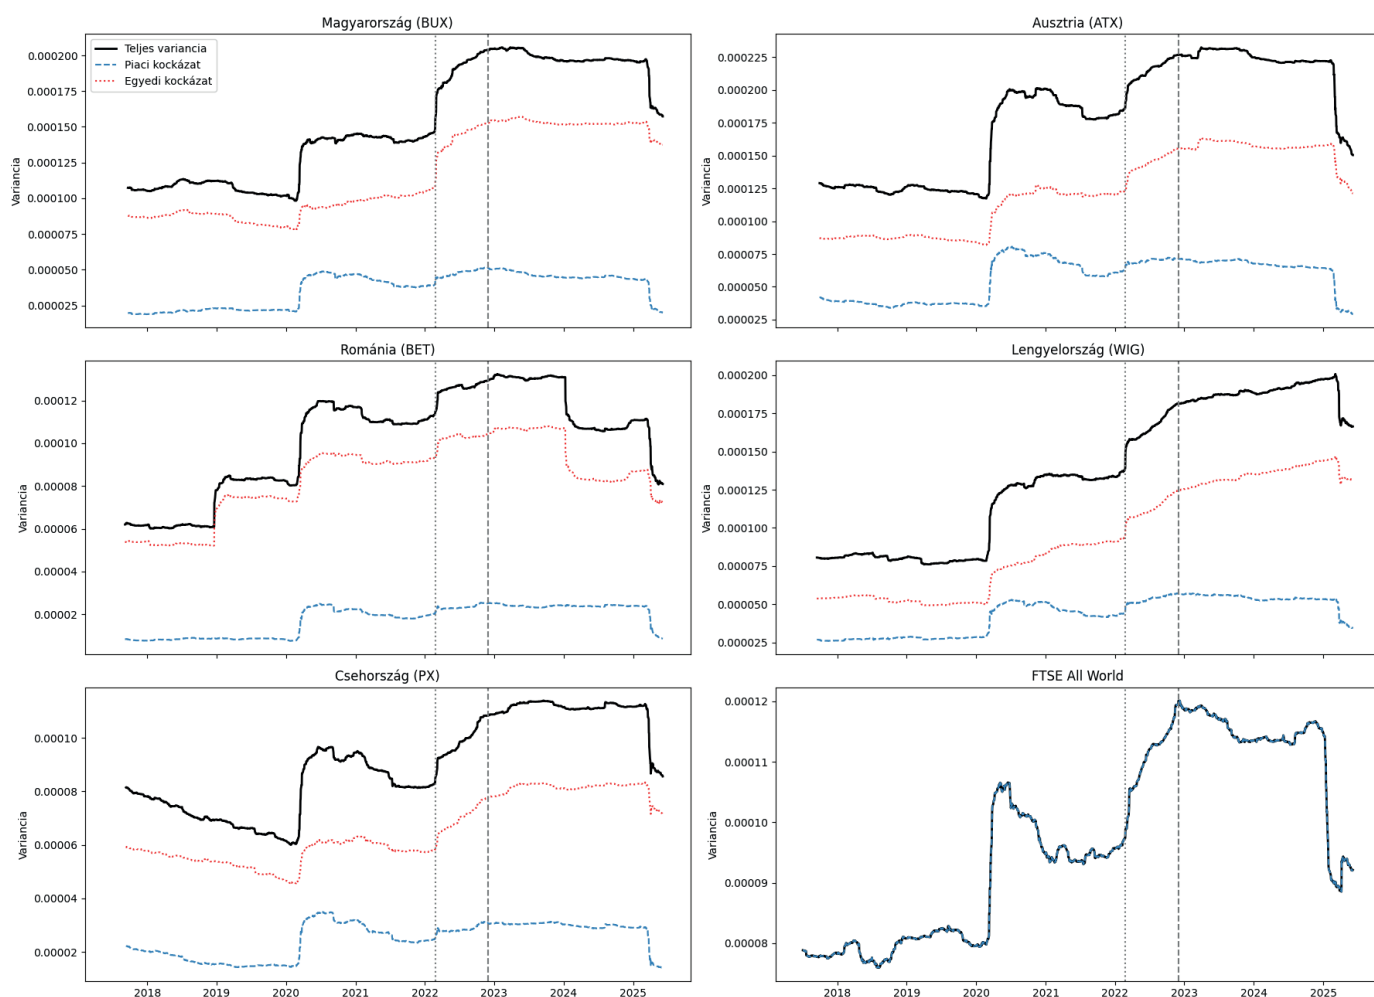 Magyarország (BUX)
Teljes variancia
Piaci kockázat
Egyedi kockázat
Variancia
0.000200
0.000175
0.000150
0.000125
0.000100
0.000075
0.000050
0.000025
Ausztria (ATX)
Variancia
0.000225
0.000200
0.000175
0.000150
0.000125
0.000100
0.000075
0.000050
0.000025
Románia (BET)
Variancia
0.00012
0.00010
0.00008
0.00006
0.00004
0.00002
Lengyelország (WIG)
Variancia
0.000200
0.000175
0.000150
0.000125
0.000100
0.000075
0.000050
0.000025
Csehország (PX)
Variancia
0.00010
0.00008
0.00006
0.00004
0.00002
2018 2019 2020 2021 2022 2023 2024 2025
FTSE All World
Variancia
0.00012
0.00011
0.00010
0.00009
0.00008
2018 2019 2020 2021 2022 2023 2024 2025